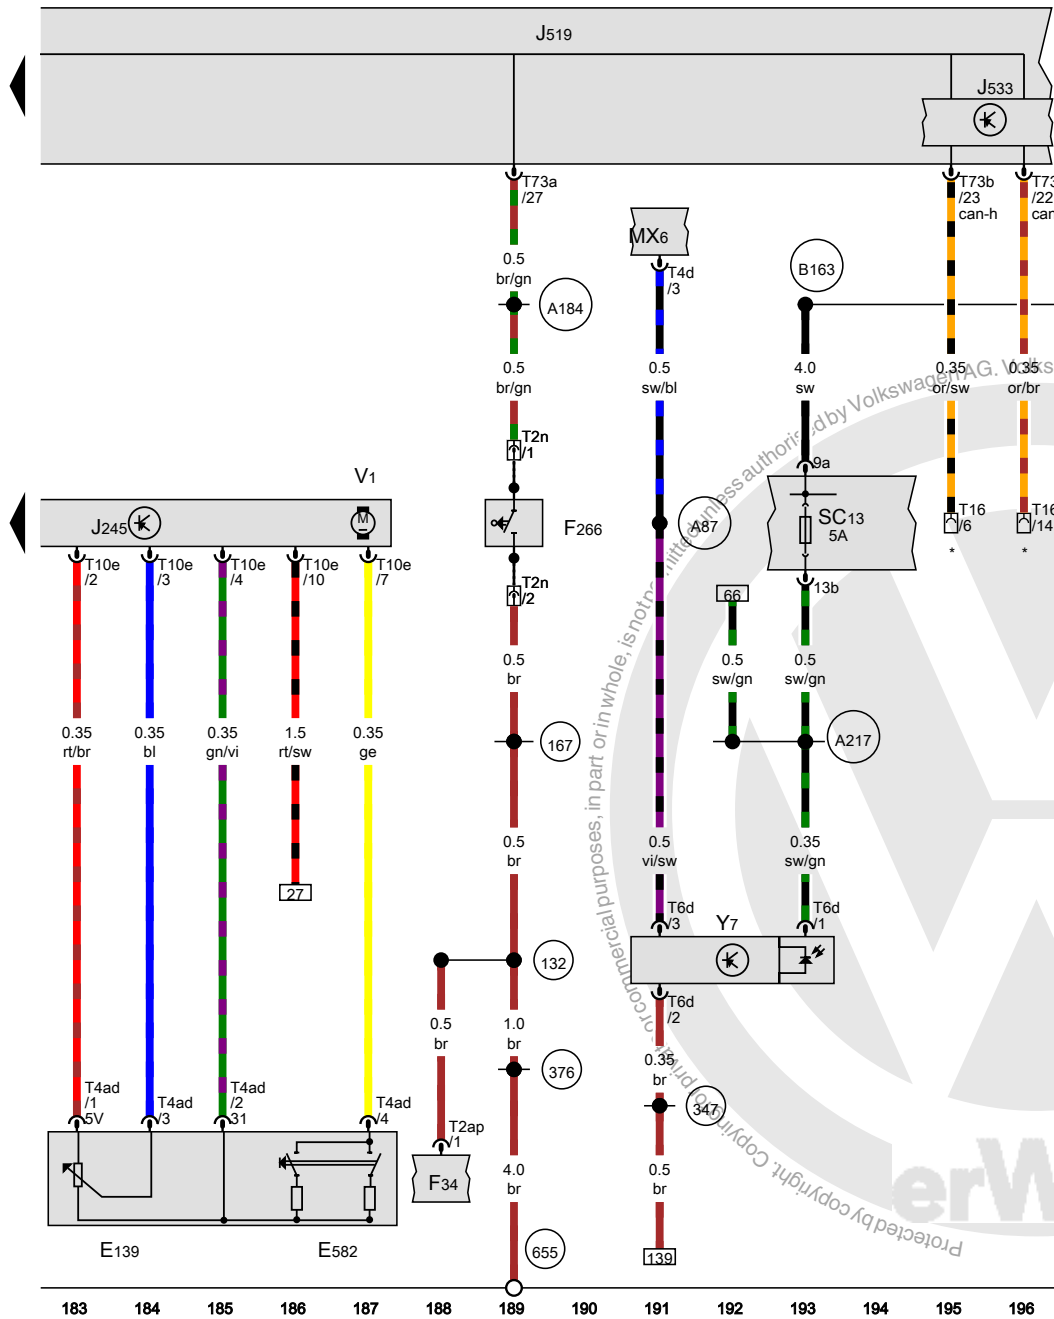 J519
J533
T73a
/27
T73b
/23
can-h
T73
/22
can
MX6
T4d
/3
B163
0.5
br/gn
A184
0.5
br/gn
0.5
sw/bl
4.0
sw
0.35
or/sw
0.35
or/br
T2n
/1
9a
V1
M
J245
F266
A87
SC13
5A
T16
/6
*
T16
/14
*
T10e
/2
T10e
/3
T10e
/4
T10e
/10
T10e
/7
T2n
/2
66
13b
0.5
br
0.5
sw/gn
0.5
sw/gn
0.35
rt/br
0.35
bl
0.35
gn/vi
1.5
rt/sw
0.35
ge
167
A217
0.5
br
0.5
vi/sw
0.35
sw/gn
27
T6d
/3
Y7
T6d
/1
132
T6d
/2
0.5
br
1.0
br
0.35
br
376
347
T4ad
/1
5V
T4ad
/3
T4ad
/2
31
T4ad
/4
T2ap
/1
F34
4.0
br
0.5
br
E139
E582
655
139
183 184 185 186 187 188 189 190 191 192 193 194 195 196
Protected by copyright. Copying for private or commercial purposes, in part or in whole, is not permitted unless authorised by Volkswagen AG. Volks
erW